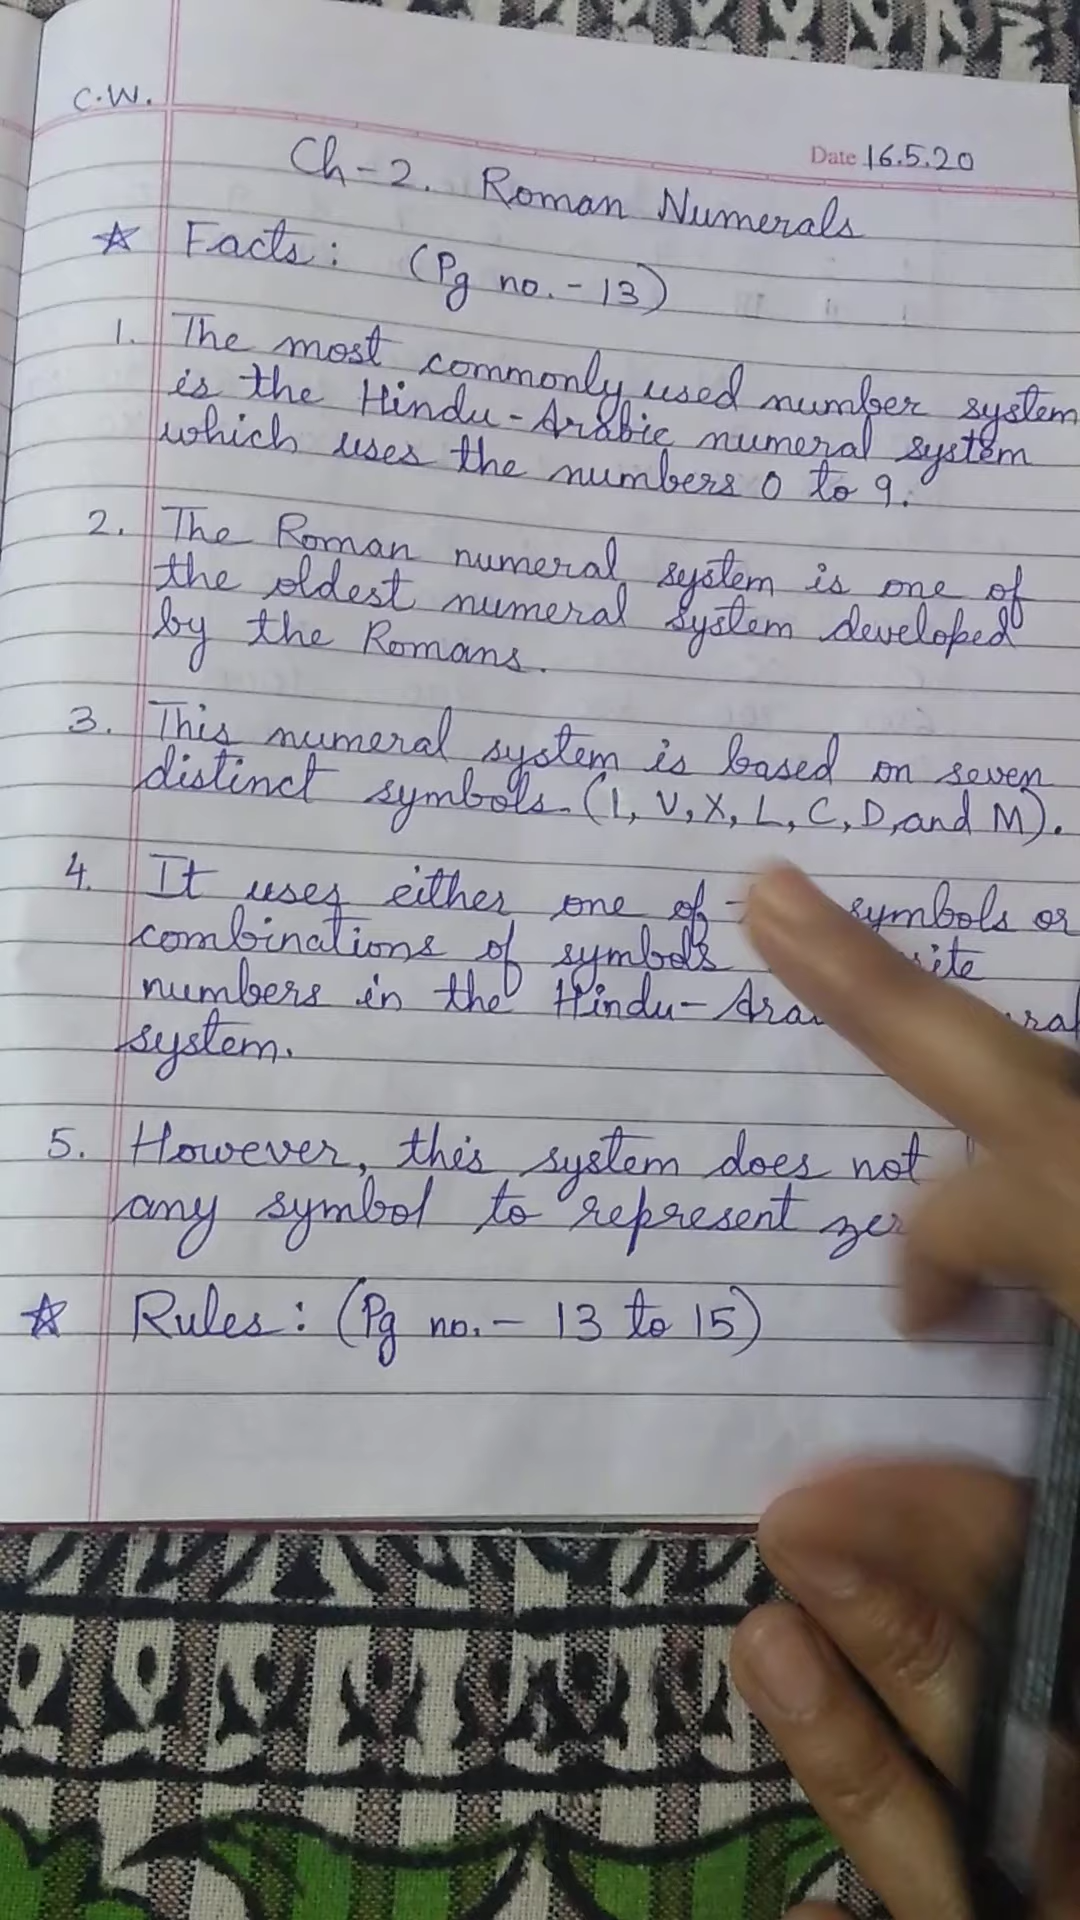 C.W.
Date 16.5.20
Ch-2. Roman Numerals
☆ Facts: (Pg no.-13)
1. The most commonly used number system
is the Hindu-Arabic numeral system
which uses the numbers 0 to 9.
2. The Roman numeral system is one of
the oldest numeral system developed
by the Romans.
3. This numeral system is based on seven
distinct symbols. (I, V, X, L, C, D, and M).
4. It uses either one of symbols or
combinations of symbols
numbers in the Hindu-
system.
5. However, this system does not
any symbol to represent
☆ Rules: (Pg no.- 13 to 15)